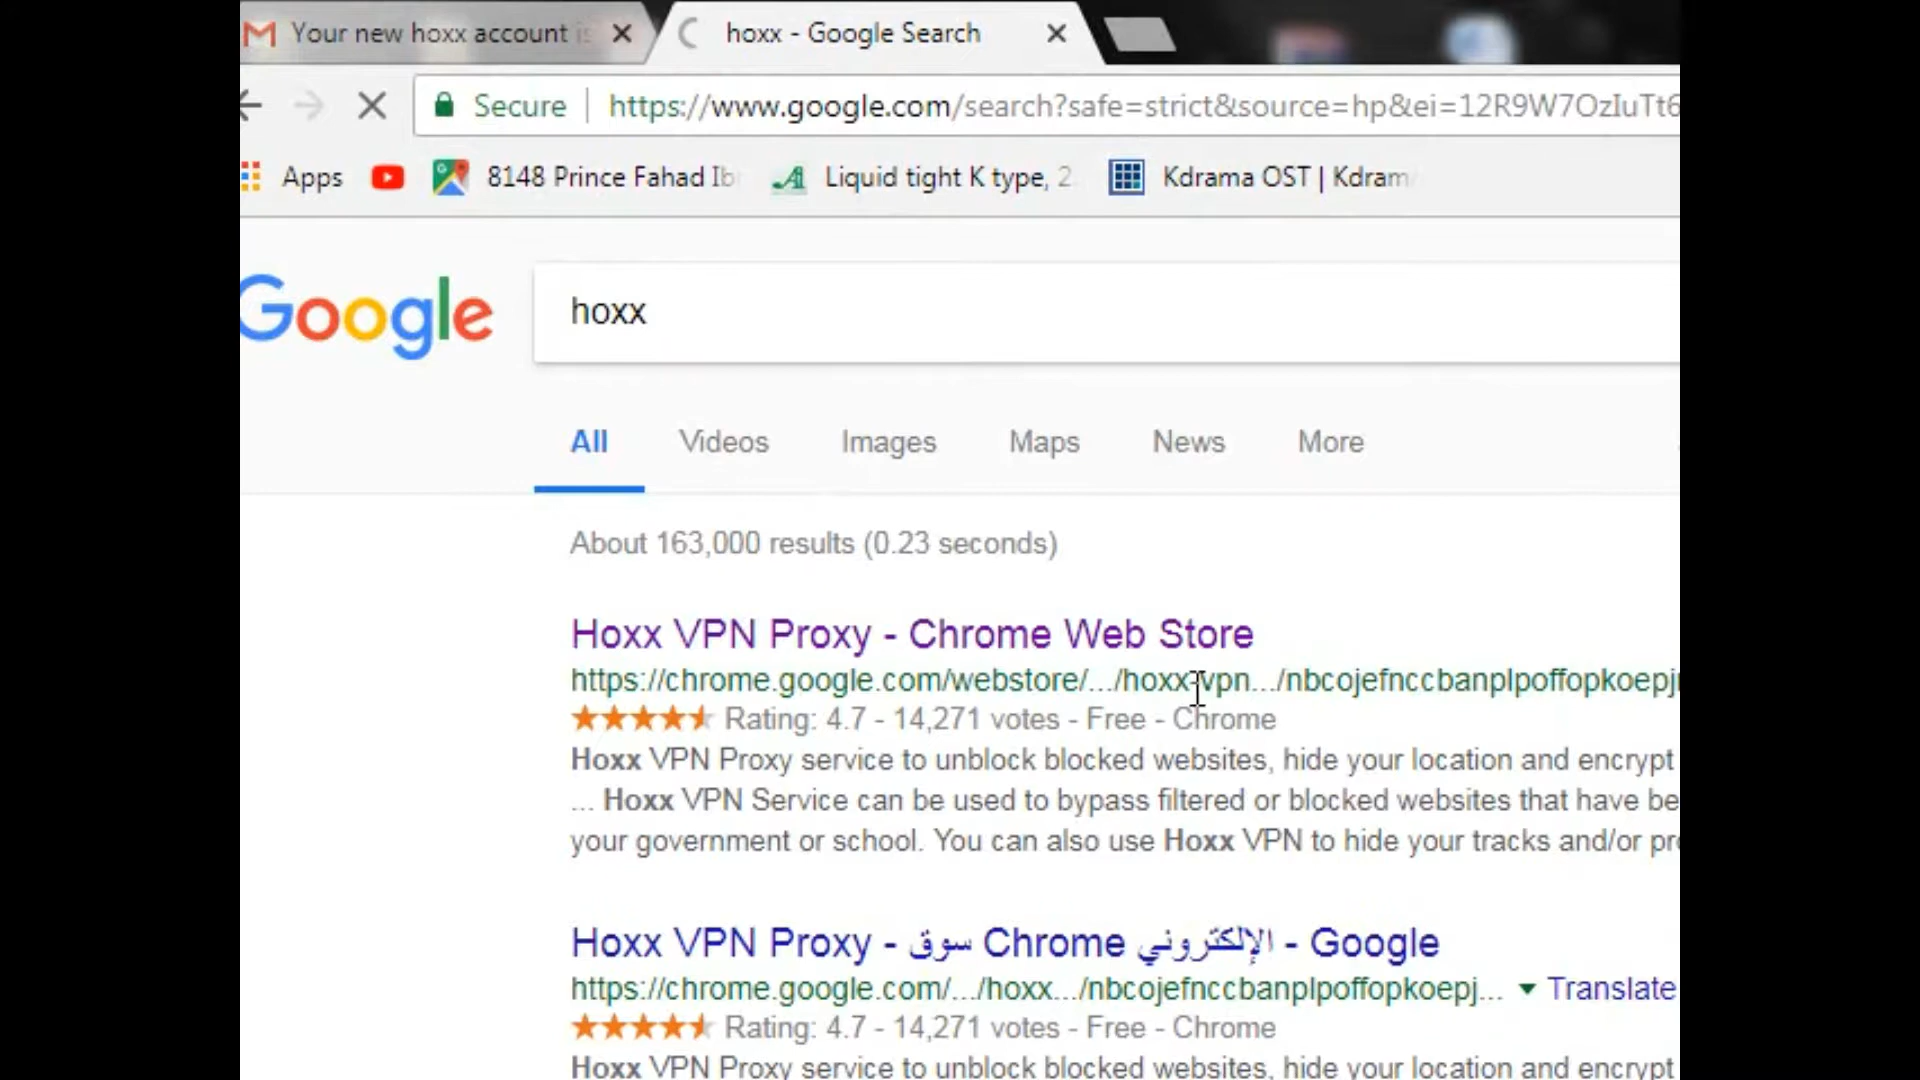 Your new hoxx account is
hoxx - Google Search
Secure
https://www.google.com/search?safe=strict&source=hp&ei=12R9W7OzIuTt6
Apps
8148 Prince Fahad Ib
Liquid tight K type, 2
Kdrama OST | Kdram
Google
hoxx
All
Videos
Images
Maps
News
More
About 163,000 results (0.23 seconds)
Hoxx VPN Proxy - Chrome Web Store
https://chrome.google.com/webstore/.../hoxx-vpn.../nbcojefnccbanplpoffopkoepj
Rating: 4.7 - 14,271 votes - Free - Chrome
Hoxx VPN Proxy service to unblock blocked websites, hide your location and encrypt
... Hoxx VPN Service can be used to bypass filtered or blocked websites that have be
your government or school. You can also use Hoxx VPN to hide your tracks and/or pr
Hoxx VPN Proxy - سوق Chrome الإلكتروني - Google
https://chrome.google.com/.../hoxx.../nbcojefnccbanplpoffopkoepj...
Translate
Rating: 4.7 - 14,271 votes - Free - Chrome
Hoxx VPN Proxy service to unblock blocked websites, hide your location and encrypt